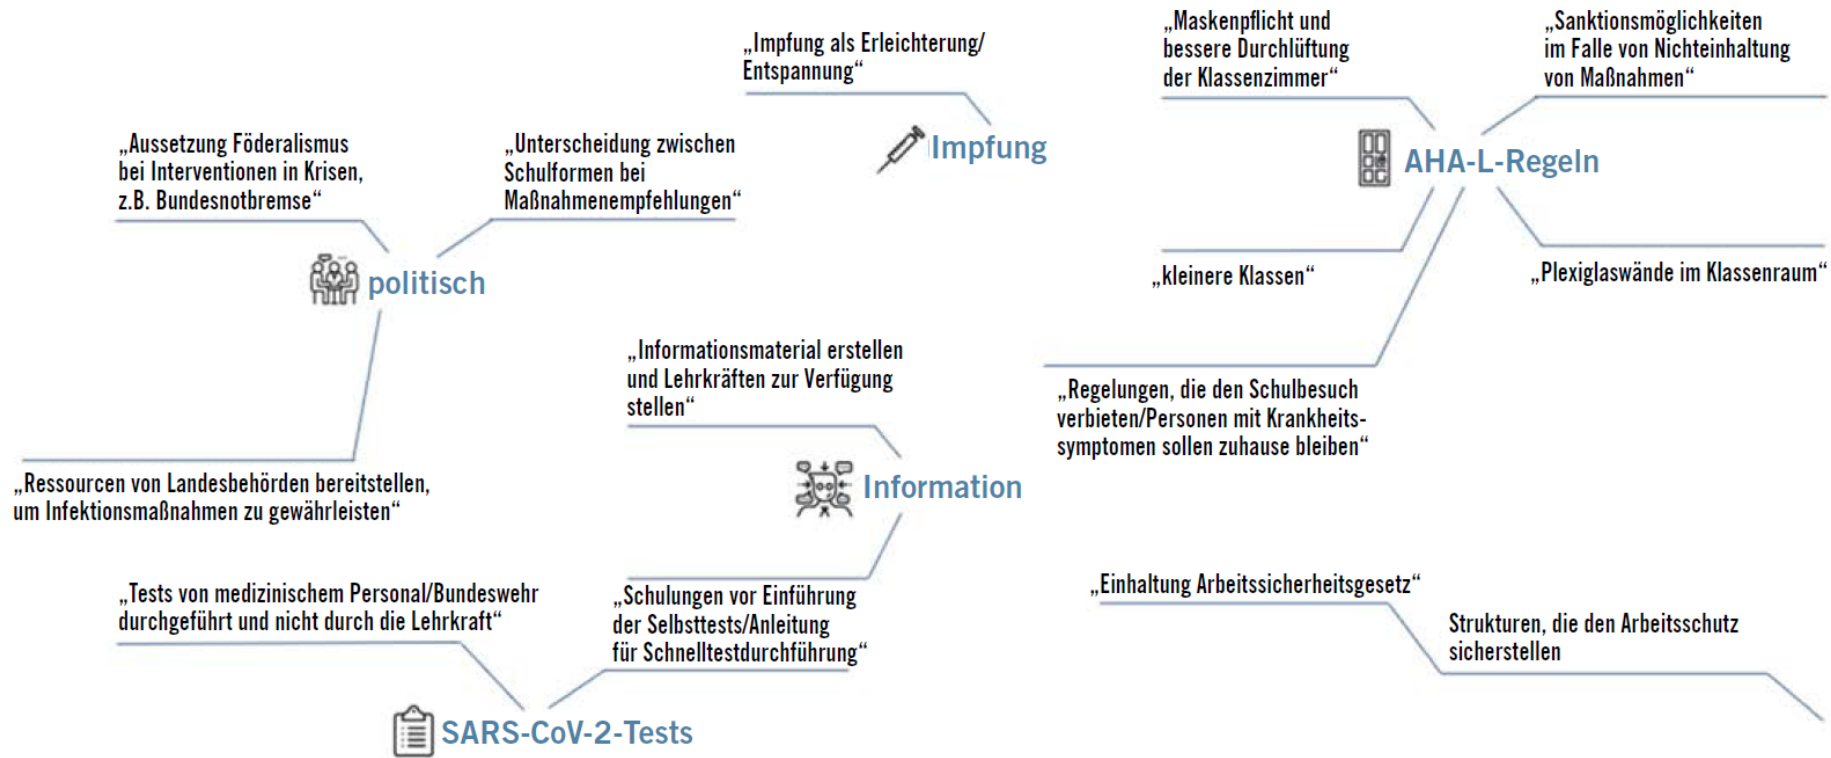 „Impfung als Erleichterung/
Entspannung“
Impfung
„Maskenpflicht und
bessere Durchlüftung
der Klassenzimmer“
„Sanktionsmöglichkeiten
im Falle von Nichteinhaltung
von Maßnahmen“
AHA-L-Regeln
„kleinere Klassen“
„Plexiglaswände im Klassenraum“
„Regelungen, die den Schulbesuch
verbieten/Personen mit Krankheits-
symptomen sollen zuhause bleiben“
„Aussetzung Föderalismus
bei Interventionen in Krisen,
z.B. Bundesnotbremse“
„Unterscheidung zwischen
Schulformen bei
Maßnahmenempfehlungen“
politisch
„Ressourcen von Landesbehörden bereitstellen,
um Infektionsmaßnahmen zu gewährleisten“
„Informationsmaterial erstellen
und Lehrkräften zur Verfügung
stellen“
Information
„Schulungen vor Einführung
der Selbsttests/Anleitung
für Schnelltestdurchführung“
„Tests von medizinischem Personal/Bundeswehr
durchgeführt und nicht durch die Lehrkraft“
SARS-CoV-2-Tests
„Einhaltung Arbeitssicherheitsgesetz“
Strukturen, die den Arbeitsschutz
sicherstellen